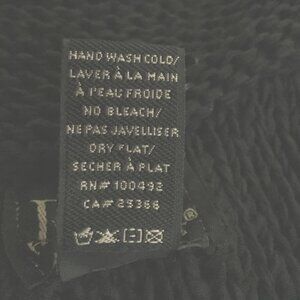 HAND WASH COLD/
LAVER À LA MAIN
À l'EAU FROIDE
NO BLEACH/
NE PAS JAVELLISER
DRY FLAT/
SECHER À PLAT
RN# 100492
CA# 25366
®